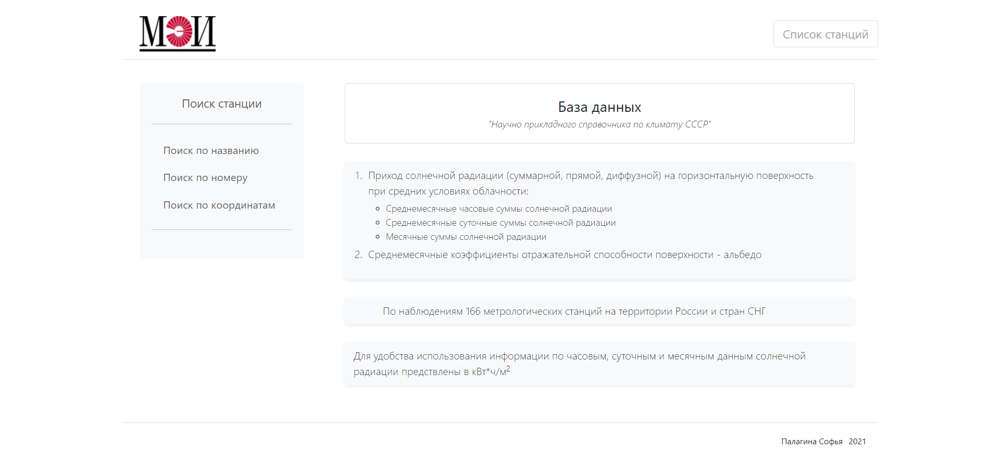 МЭИ
Список станций
Поиск станции
Поиск по названию
Поиск по номеру
Поиск по координатам
База данных
"Научно прикладного справочника по климату СССР"
1. Приход солнечной радиации (суммарной, прямой, диффузной) на горизонтальную поверхность
при средних условиях облачности:
Среднемесячные часовые суммы солнечной радиации
Среднемесячные суточные суммы солнечной радиации
Месячные суммы солнечной радиации
2. Среднемесячные коэффициенты отражательной способности поверхности - альбедо
По наблюдениям 166 метрологических станций на территории России и стран СНГ
Для удобства использования информации по часовым, суточным и месячным данным солнечной
радиации предствлены в кВт*ч/м²
Палагина Софья 2021